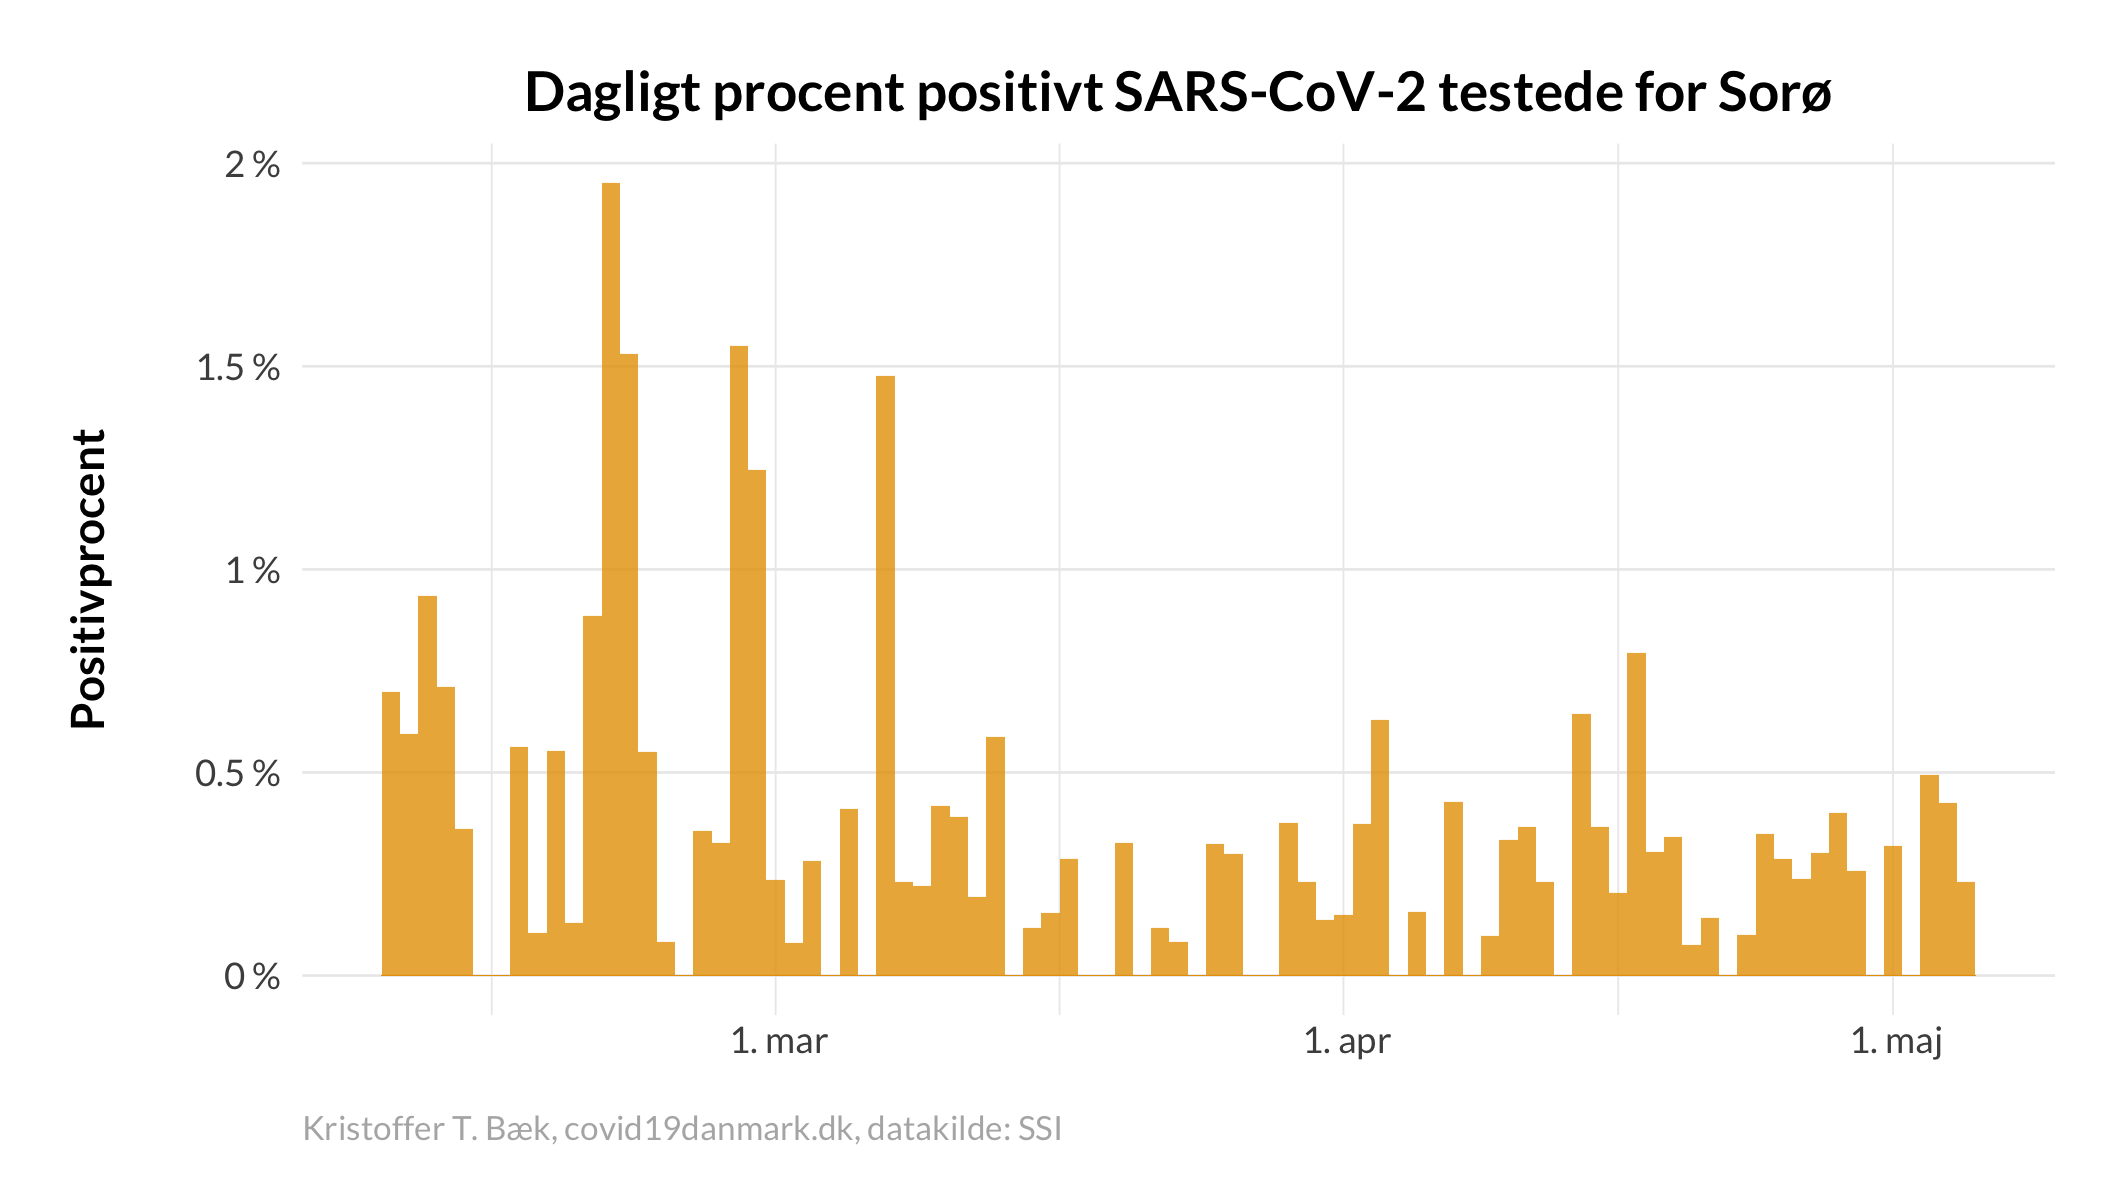 Dagligt procent positivt SARS-CoV-2 testede for Sorø
Positivprocent
2 %
1.5 %
1 %
0.5 %
0 %
1. mar
1. apr
1. maj
Kristoffer T. Bæk, covid19danmark.dk, datakilde: SSI